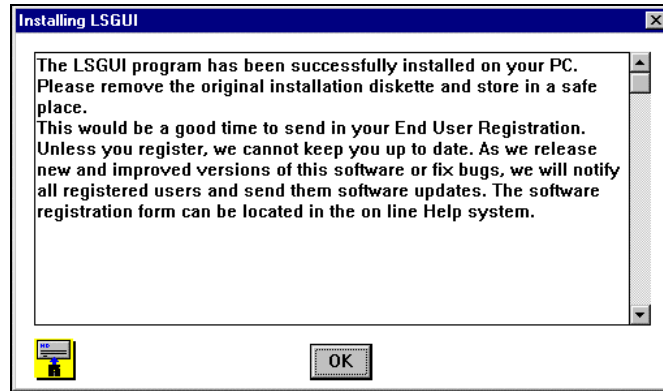 Installing LSGUI
The LSGUI program has been successfully installed on your PC.
Please remove the original installation diskette and store in a safe
place.
This would be a good time to send in your End User Registration.
Unless you register, we cannot keep you up to date. As we release
new and improved versions of this software or fix bugs, we will notify
all registered users and send them software updates. The software
registration form can be located in the on line Help system.
HD
OK